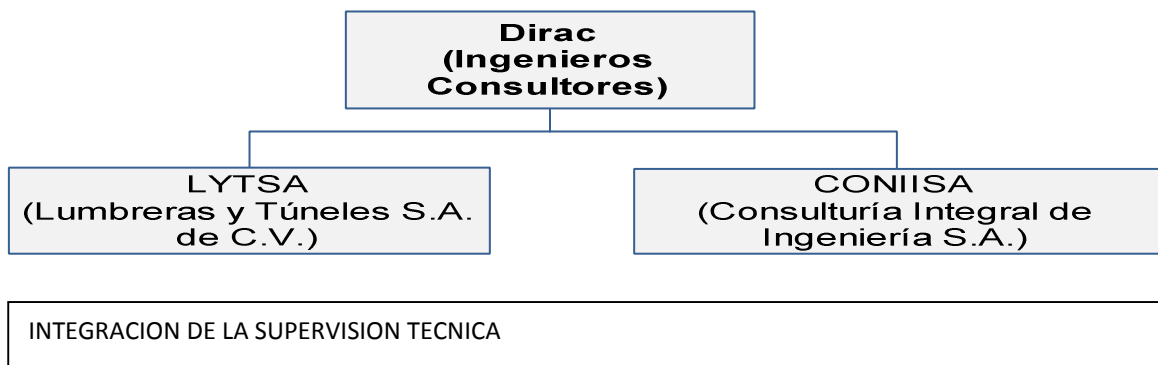 Dirac
(Ingenieros
Consultores)
LYTSA
(Lumbreras y Túneles S.A.
de C.V.)
CONIISA
(Consulturía Integral de
Ingeniería S.A.)
INTEGRACION DE LA SUPERVISION TECNICA